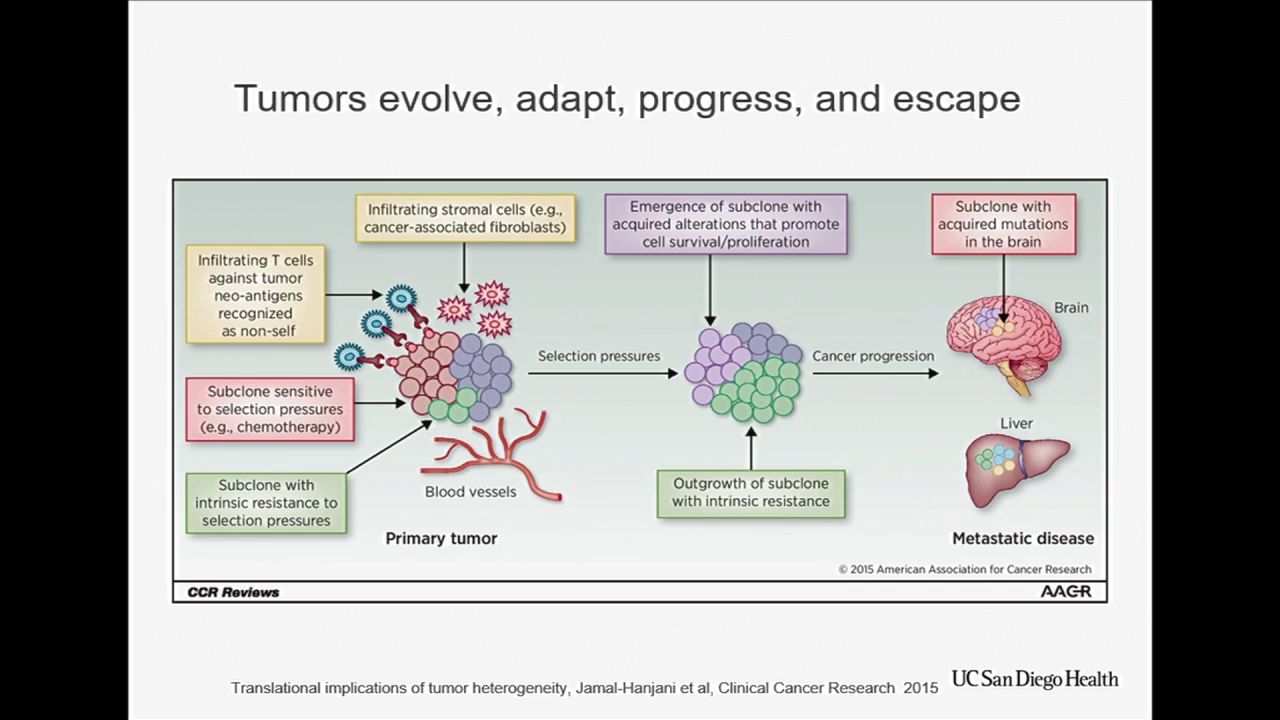 Tumors evolve, adapt, progress, and escape
Infiltrating stromal cells (e.g.,
cancer-associated fibroblasts)
Emergence of subclone with
acquired alterations that promote
cell survival/proliferation
Subclone with
acquired mutations
in the brain
Infiltrating T cells
against tumor
neo-antigens
recognized
as non-self
Brain
Selection pressures
Cancer progression
Subclone sensitive
to selection pressures
(e.g., chemotherapy)
Liver
Subclone with
intrinsic resistance to
selection pressures
Blood vessels
Outgrowth of subclone
with intrinsic resistance
Primary tumor
Metastatic disease
© 2015 American Association for Cancer Research
CCR Reviews
AACR
Translational implications of tumor heterogeneity, Jamal-Hanjani et al, Clinical Cancer Research 2015
UC San Diego Health